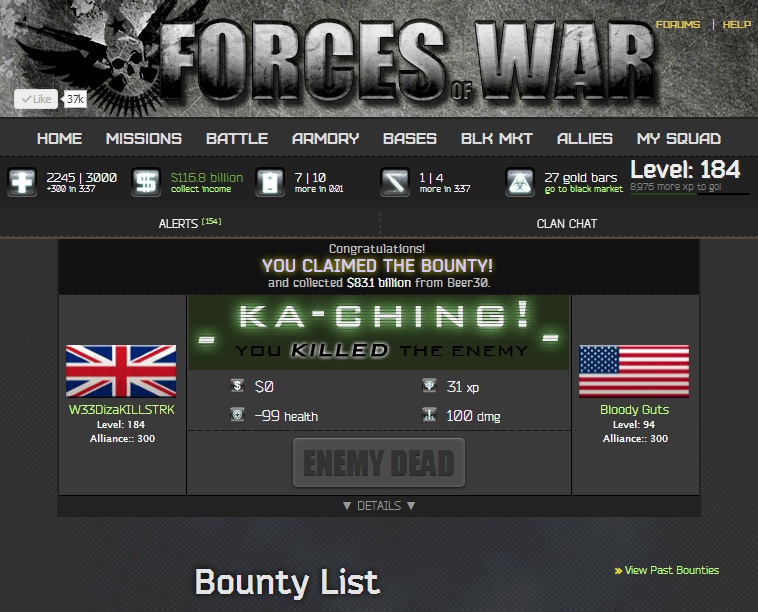 FORUMS | HELP
FORCES OF WAR
Like 37k
HOME MISSIONS BATTLE ARMORY BASES BLK MKT ALLIES MY SQUAD
2245 | 3000 $116.8 billion 7 | 10 1 | 4 27 gold bars Level: 184
+300 in 3:37 collect income more in 0:01 more in 3:37 go to black market 8,976 more xp to go!
ALERTS (154) CLAN CHAT
Congratulations!
YOU CLAIMED THE BOUNTY!
and collected $83.1 billion from Beer30.
KA-CHING!
- YOU KILLED THE ENEMY -
$0 31 xp
-99 health 100 dmg
W33DizaKILLSTRK Bloody Guts
Level: 184 Level: 94
Alliance:: 300 Alliance:: 300
ENEMY DEAD
▼ DETAILS ▼
Bounty List
» View Past Bounties